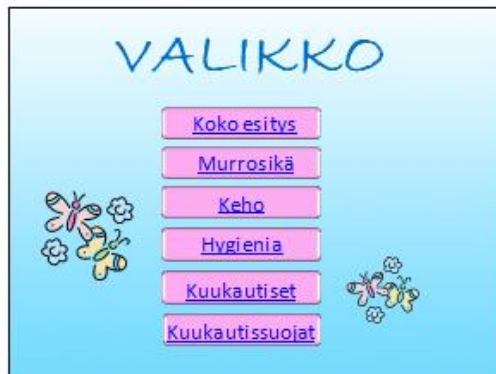 VALIKKO
Koko esitys
Murrosikä
Keho
Hygienia
Kuukautiset
Kuukautissuojat